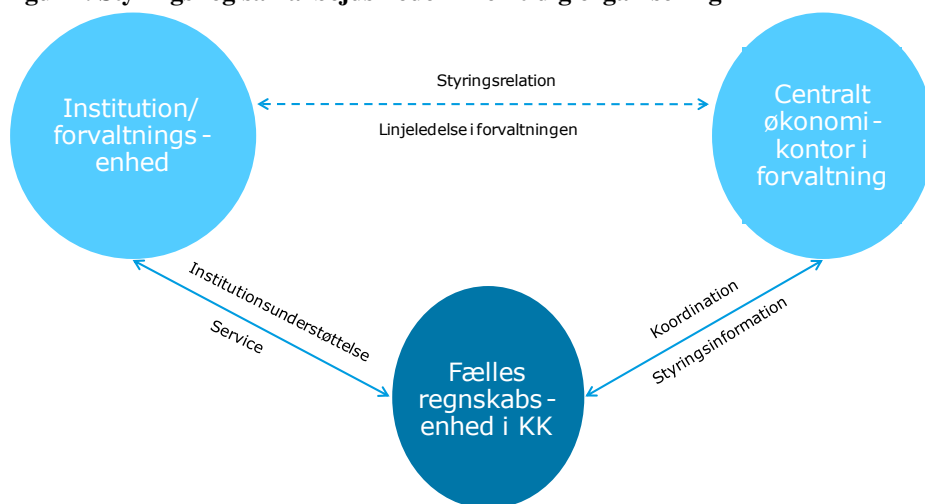 Styringsrelation
Institution/
forvaltnings-
enhed
Linjeledelse i forvaltningen
Centralt
økonomi-
kontor i
forvaltning
Institutionsunderstøttelse
Service
Koordination
Styringsinformation
Fælles
regnskabs-
enhed i KK